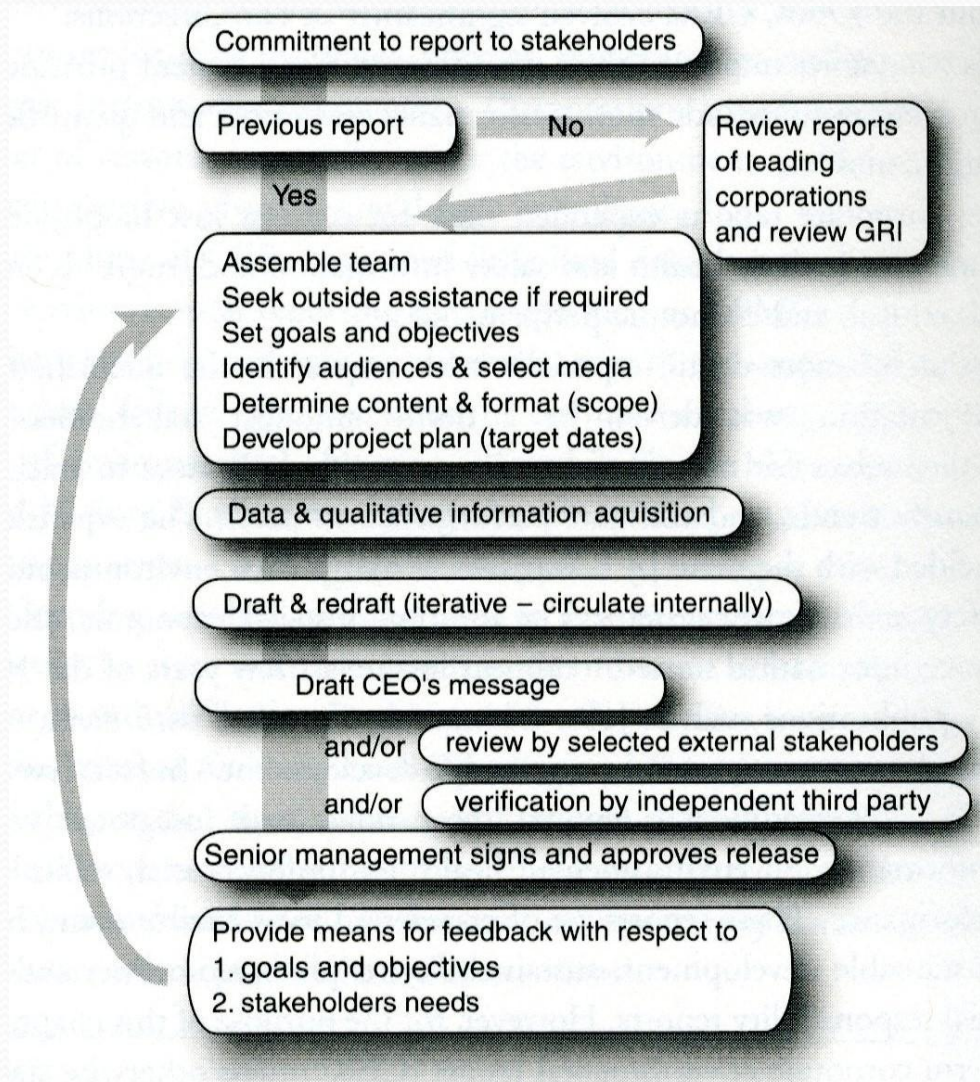 Commitment to report to stakeholders
Previous report
No
Review reports
of leading
corporations
and review GRI
Yes
Assemble team
Seek outside assistance if required
Set goals and objectives
Identify audiences & select media
Determine content & format (scope)
Develop project plan (target dates)
Data & qualitative information aquisition
Draft & redraft (iterative – circulate internally)
Draft CEO's message
and/or
review by selected external stakeholders
and/or
verification by independent third party
Senior management signs and approves release
Provide means for feedback with respect to
1. goals and objectives
2. stakeholders needs